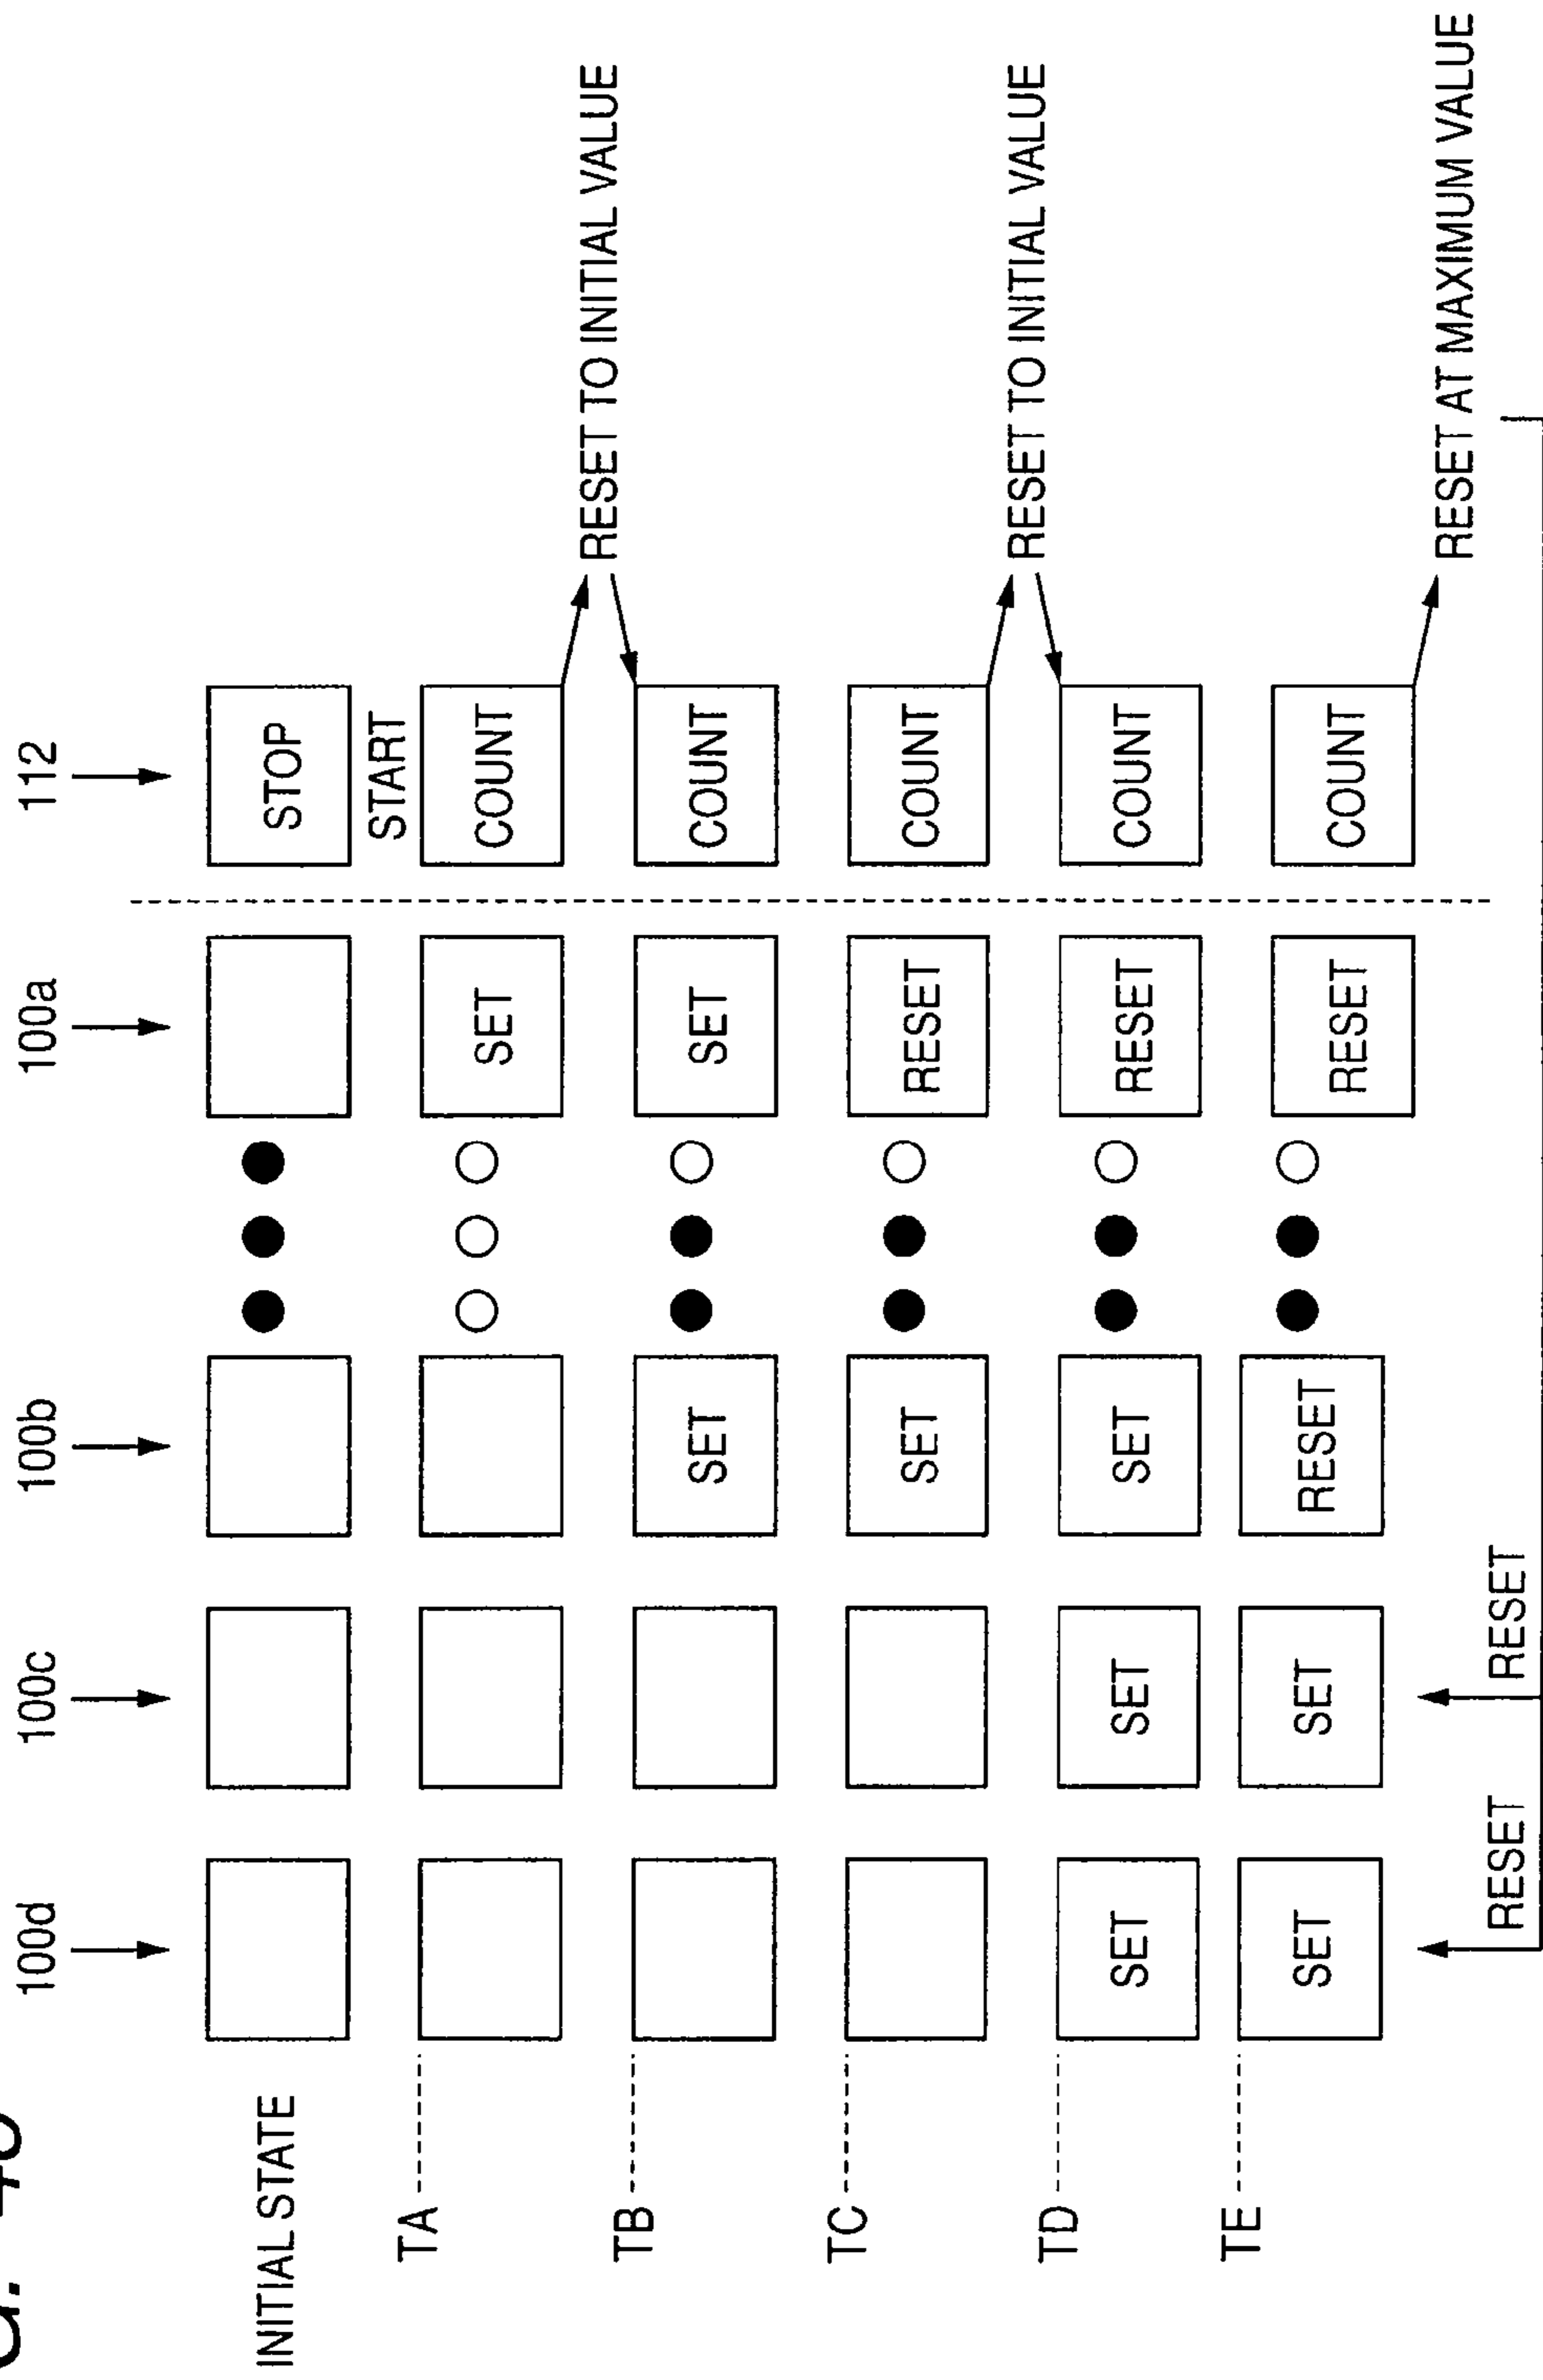 100d 100c 100b 100a 112
INITIAL STATE STOP
START
TA SET COUNT
RESET TO INITIAL VALUE
TB SET SET COUNT
TC SET RESET COUNT
RESET TO INITIAL VALUE
TD SET SET SET RESET COUNT
TE SET SET RESET RESET COUNT
RESET AT MAXIMUM VALUE
RESET RESET